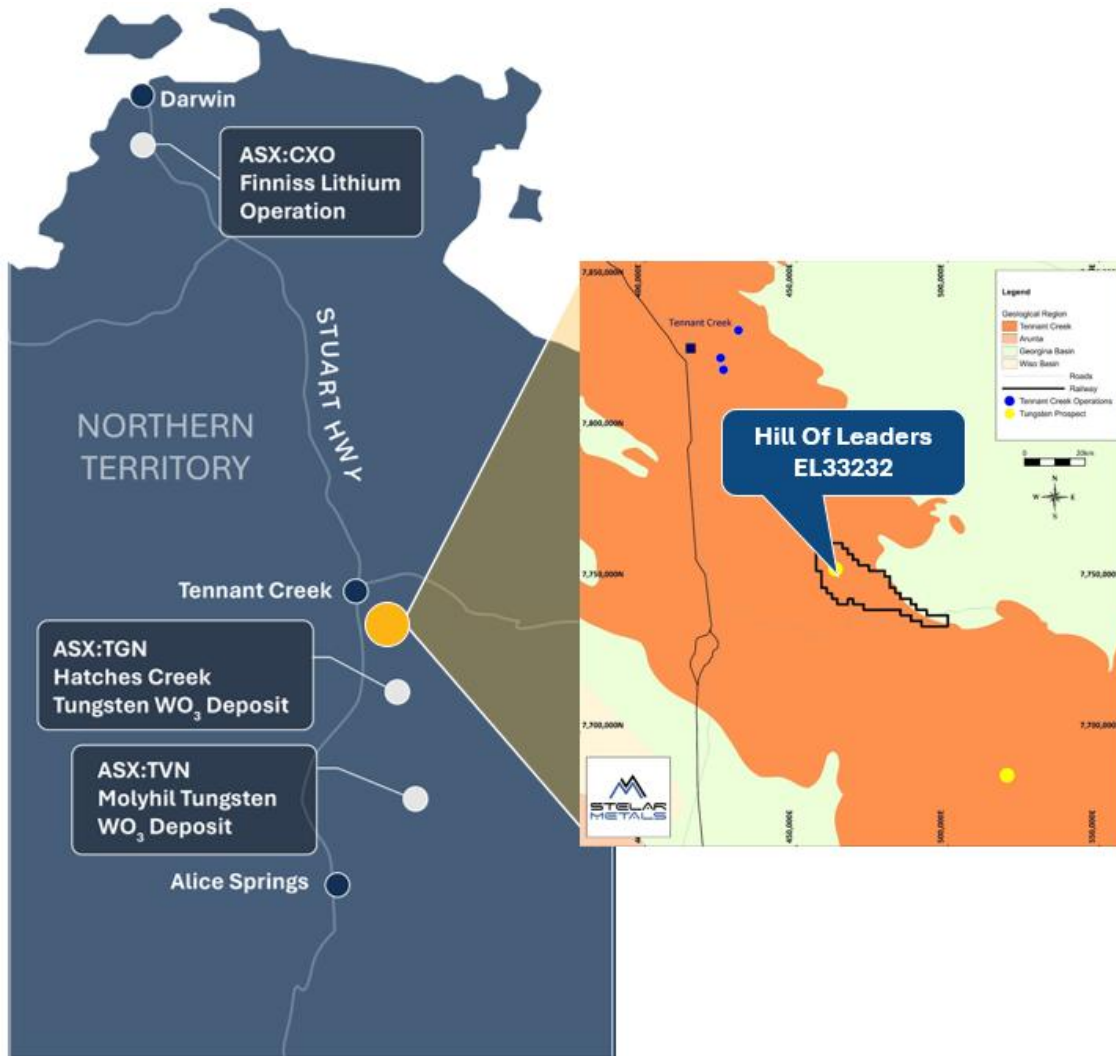 Darwin
ASX:CXO
Finniss Lithium
Operation
STUART HWY
NORTHERN
TERRITORY
Tennant Creek
ASX:TGN
Hatches Creek
Tungsten WO₃ Deposit
ASX:TVN
Molyhil Tungsten
WO₃ Deposit
Alice Springs
7,850,000N
400,000E
450,000E
500,000E
Legend
Geological Region
Tennant Creek
Arunta
Georgina Basin
Wiso Basin
Roads
Railway
Tennant Creek Operations
Tungsten Prospect
0
20km
N
W
E
S
Tennant Creek
7,800,000N
Hill Of Leaders
EL33232
7,750,000N
7,750,000
7,700,000N
7,700,000
STELAR
METALS
450,000E
500,000E
550,000E